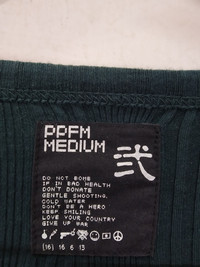 PPFM
MEDIUM
弐
DO NOT BOMB
IF IN BAD HEALTH
DON'T DONATE
GENTLE SHOOTING.
COLD WATER
DON'T BE A HERO
KEEP SMILING
LOVE YOUR COUNTRY
GIVE UP WAR
(16) 16 6 13